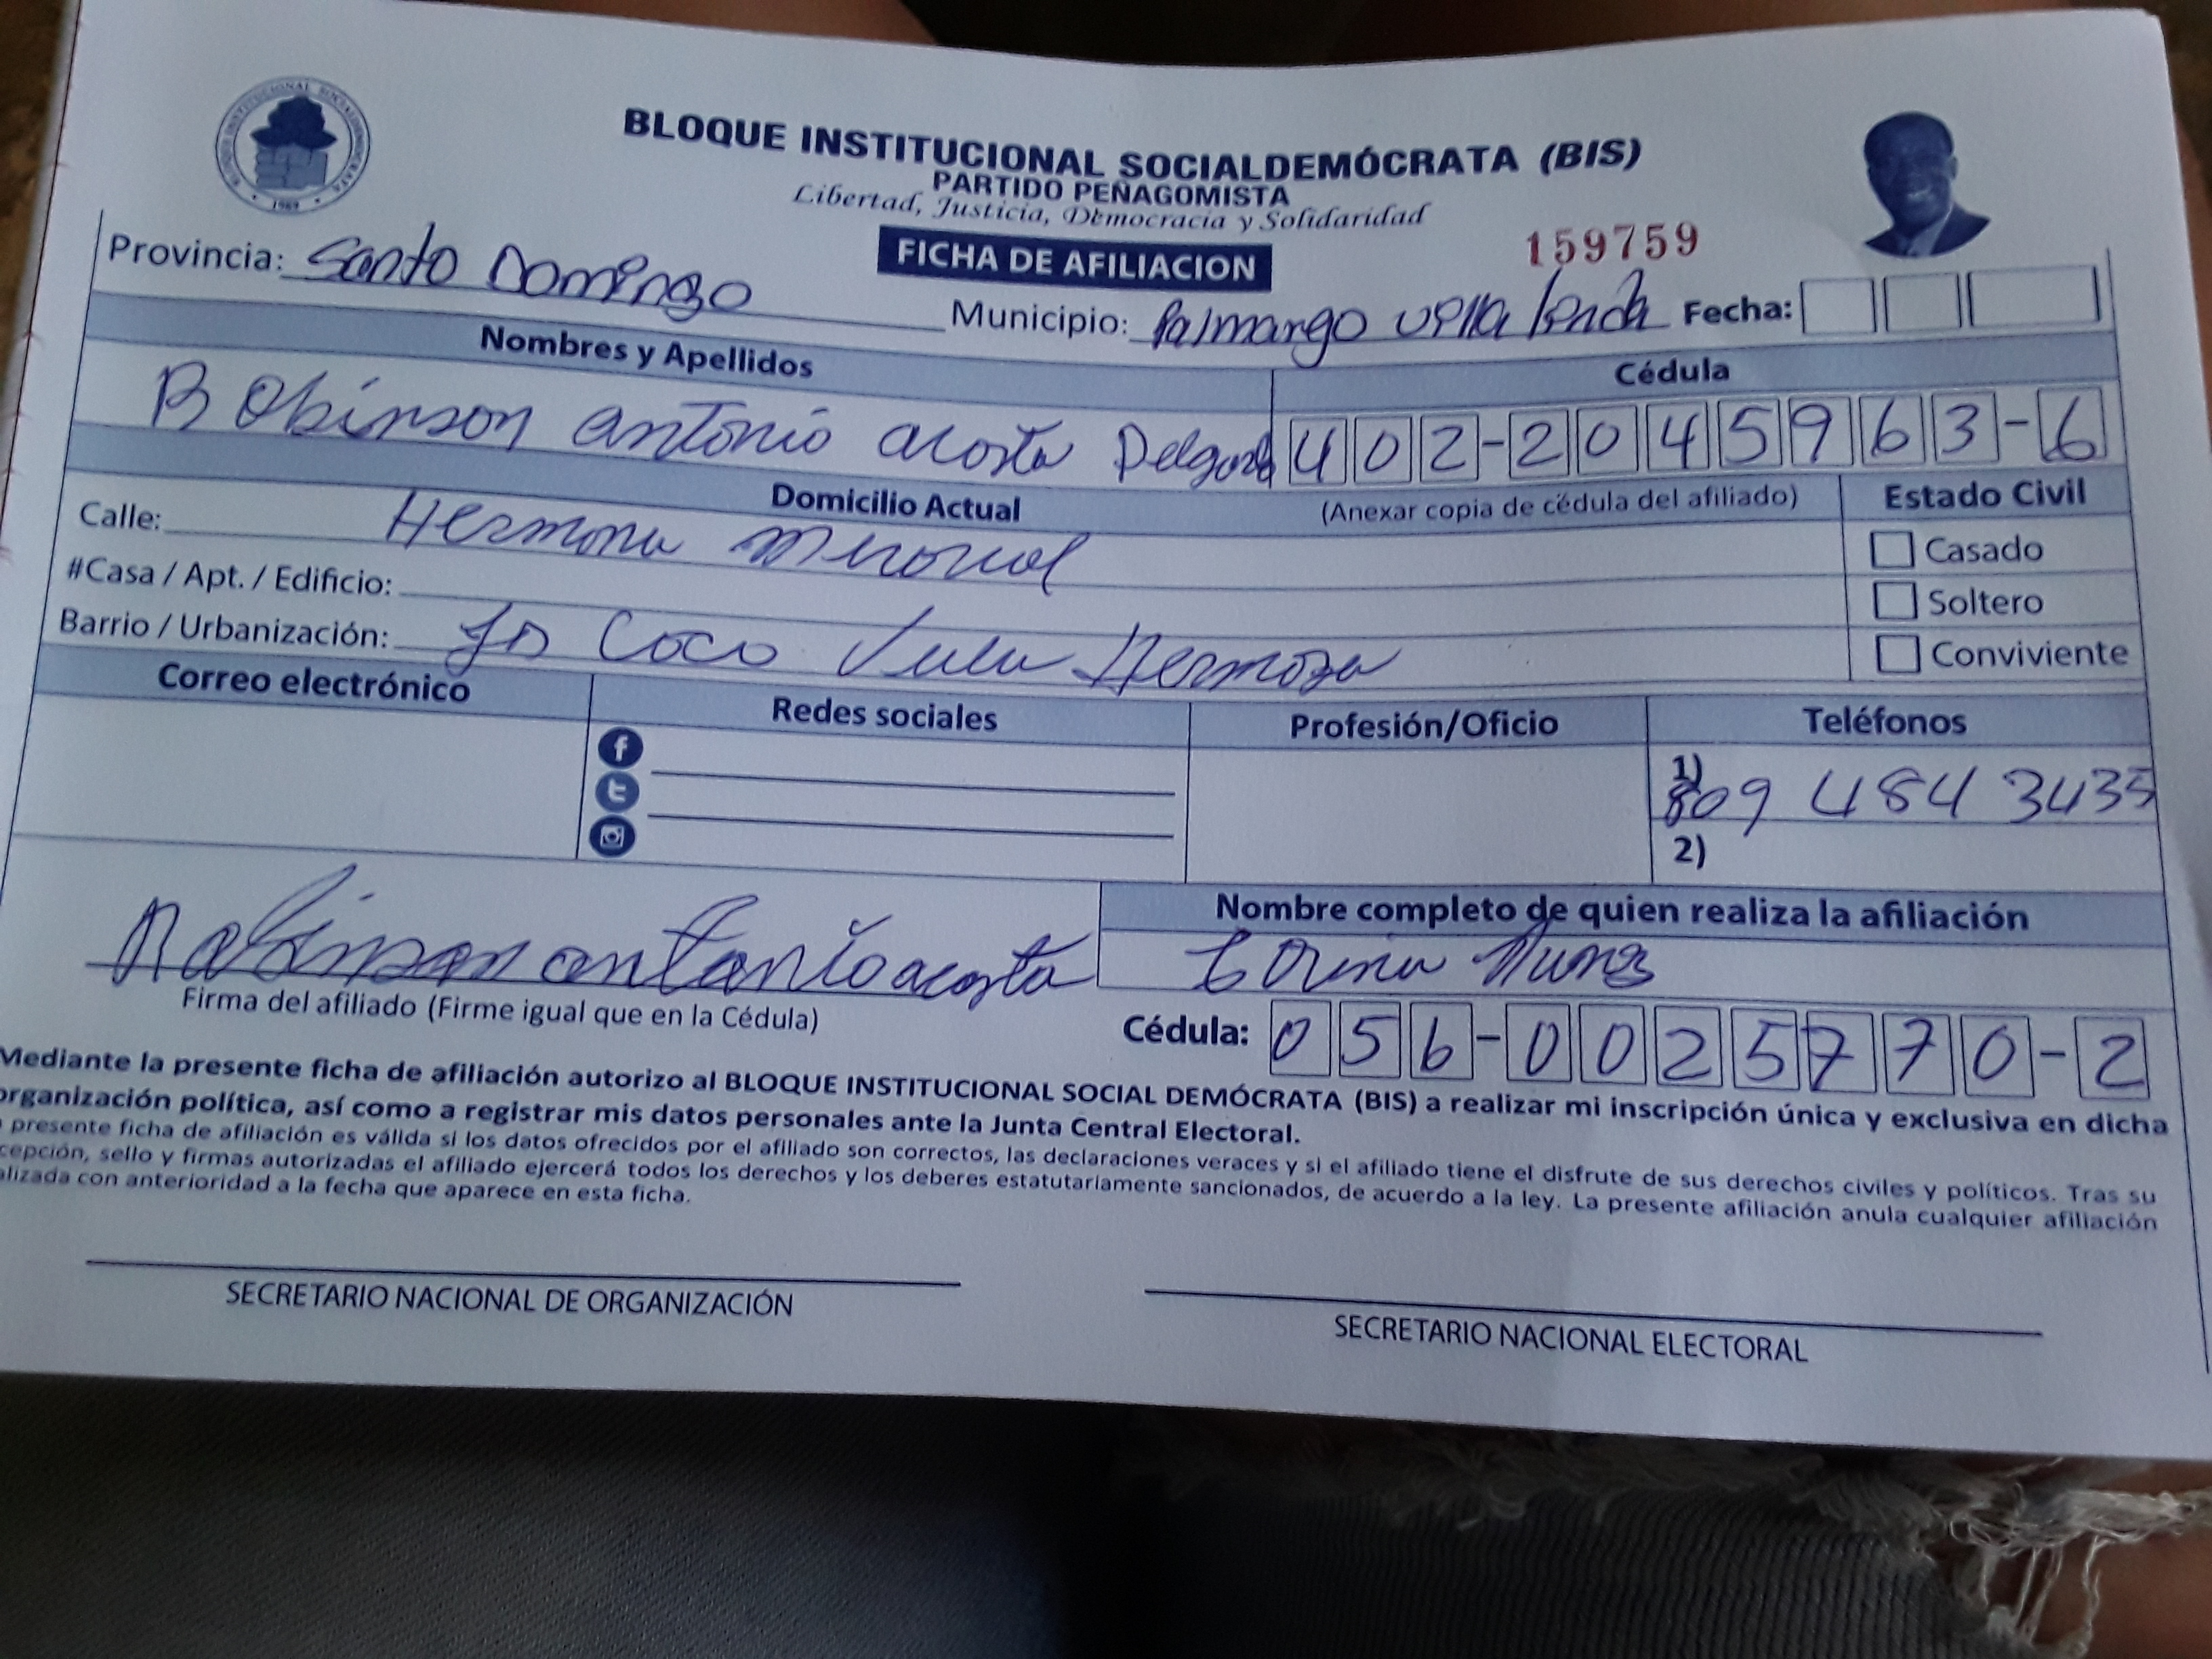 BLOQUE INSTITUCIONAL SOCIALDEMÓCRATA (BIS)
PARTIDO PEÑAGOMISTA
Libertad, Justicia, Democracia y Solidaridad
FICHA DE AFILIACION
159759
Provincia: Santo Domingo
Municipio: Palmargo villa linda Fecha:
Nombres y Apellidos
Cédula
Robinson antonio acosta Delgado 402-2045963-6
Domicilio Actual
(Anexar copia de cédula del afiliado)
Estado Civil
Calle: Hermana
Casado
#Casa / Apt. / Edificio:
Soltero
Barrio / Urbanización: Coco Hermosa
Conviviente
Correo electrónico
Redes sociales
Profesión/Oficio
Teléfonos
1) 809 484 3435
2)
Nombre completo de quien realiza la afiliación
Robinson antonio acosta
Firma del afiliado (Firme igual que en la Cédula)
Cédula: 056-0025770-2
Mediante la presente ficha de afiliación autorizo al BLOQUE INSTITUCIONAL SOCIAL DEMÓCRATA (BIS) a realizar mi inscripción única y exclusiva en dicha
organización política, así como a registrar mis datos personales ante la Junta Central Electoral.
presente ficha de afiliación es válida si los datos ofrecidos por el afiliado son correctos, las declaraciones veraces y si el afiliado tiene el disfrute de sus derechos civiles y políticos. Tras su
cepción, sello y firmas autorizadas el afiliado ejercerá todos los derechos y los deberes estatutariamente sancionados, de acuerdo a la ley. La presente afiliación anula cualquier afiliación
alizada con anterioridad a la fecha que aparece en esta ficha.
SECRETARIO NACIONAL DE ORGANIZACIÓN
SECRETARIO NACIONAL ELECTORAL